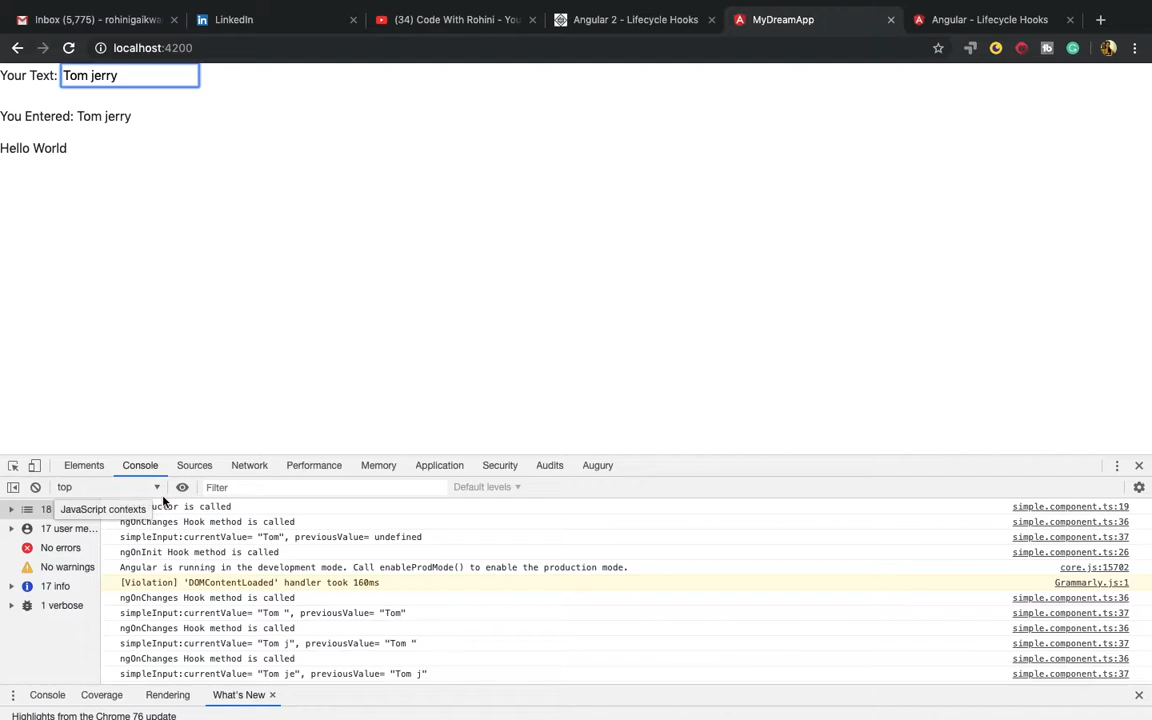 Inbox (5,775) - rohinigaikwa
LinkedIn
(34) Code With Rohini - You
Angular 2 - Lifecycle Hooks
MyDreamApp
Angular - Lifecycle Hooks
localhost:4200
Your Text: Tom jerry
You Entered: Tom jerry
Hello World
Elements Console Sources Network Performance Memory Application Security Audits Augury
top Filter Default levels
JavaScript contexts
18
17 user me...
No errors
No warnings
17 info
1 verbose
uctor is called simple.component.ts:19
ngOnChanges Hook method is called simple.component.ts:36
simpleInput:currentValue= "Tom", previousValue= undefined simple.component.ts:37
ngOnInit Hook method is called simple.component.ts:26
Angular is running in the development mode. Call enableProdMode() to enable the production mode. core.js:15702
[Violation] 'DOMContentLoaded' handler took 160ms Grammarly.js:1
ngOnChanges Hook method is called simple.component.ts:36
simpleInput:currentValue= "Tom ", previousValue= "Tom" simple.component.ts:37
ngOnChanges Hook method is called simple.component.ts:36
simpleInput:currentValue= "Tom j", previousValue= "Tom " simple.component.ts:37
ngOnChanges Hook method is called simple.component.ts:36
simpleInput:currentValue= "Tom je", previousValue= "Tom j" simple.component.ts:37
Console Coverage Rendering What's New
Highlights from the Chrome 76 update